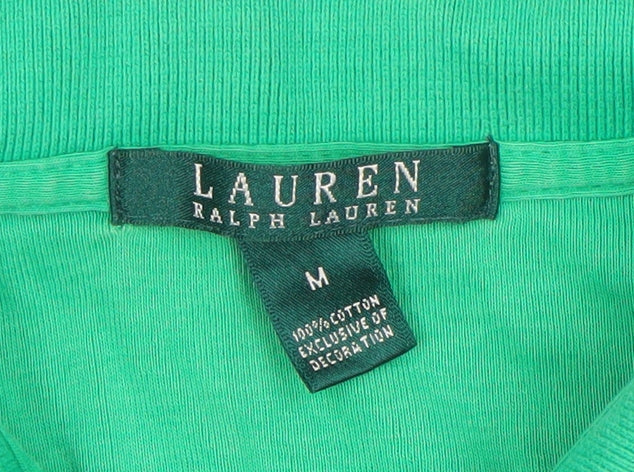 LAUREN
RALPH LAUREN
M
100% COTTON
EXCLUSIVE OF
DECORATION